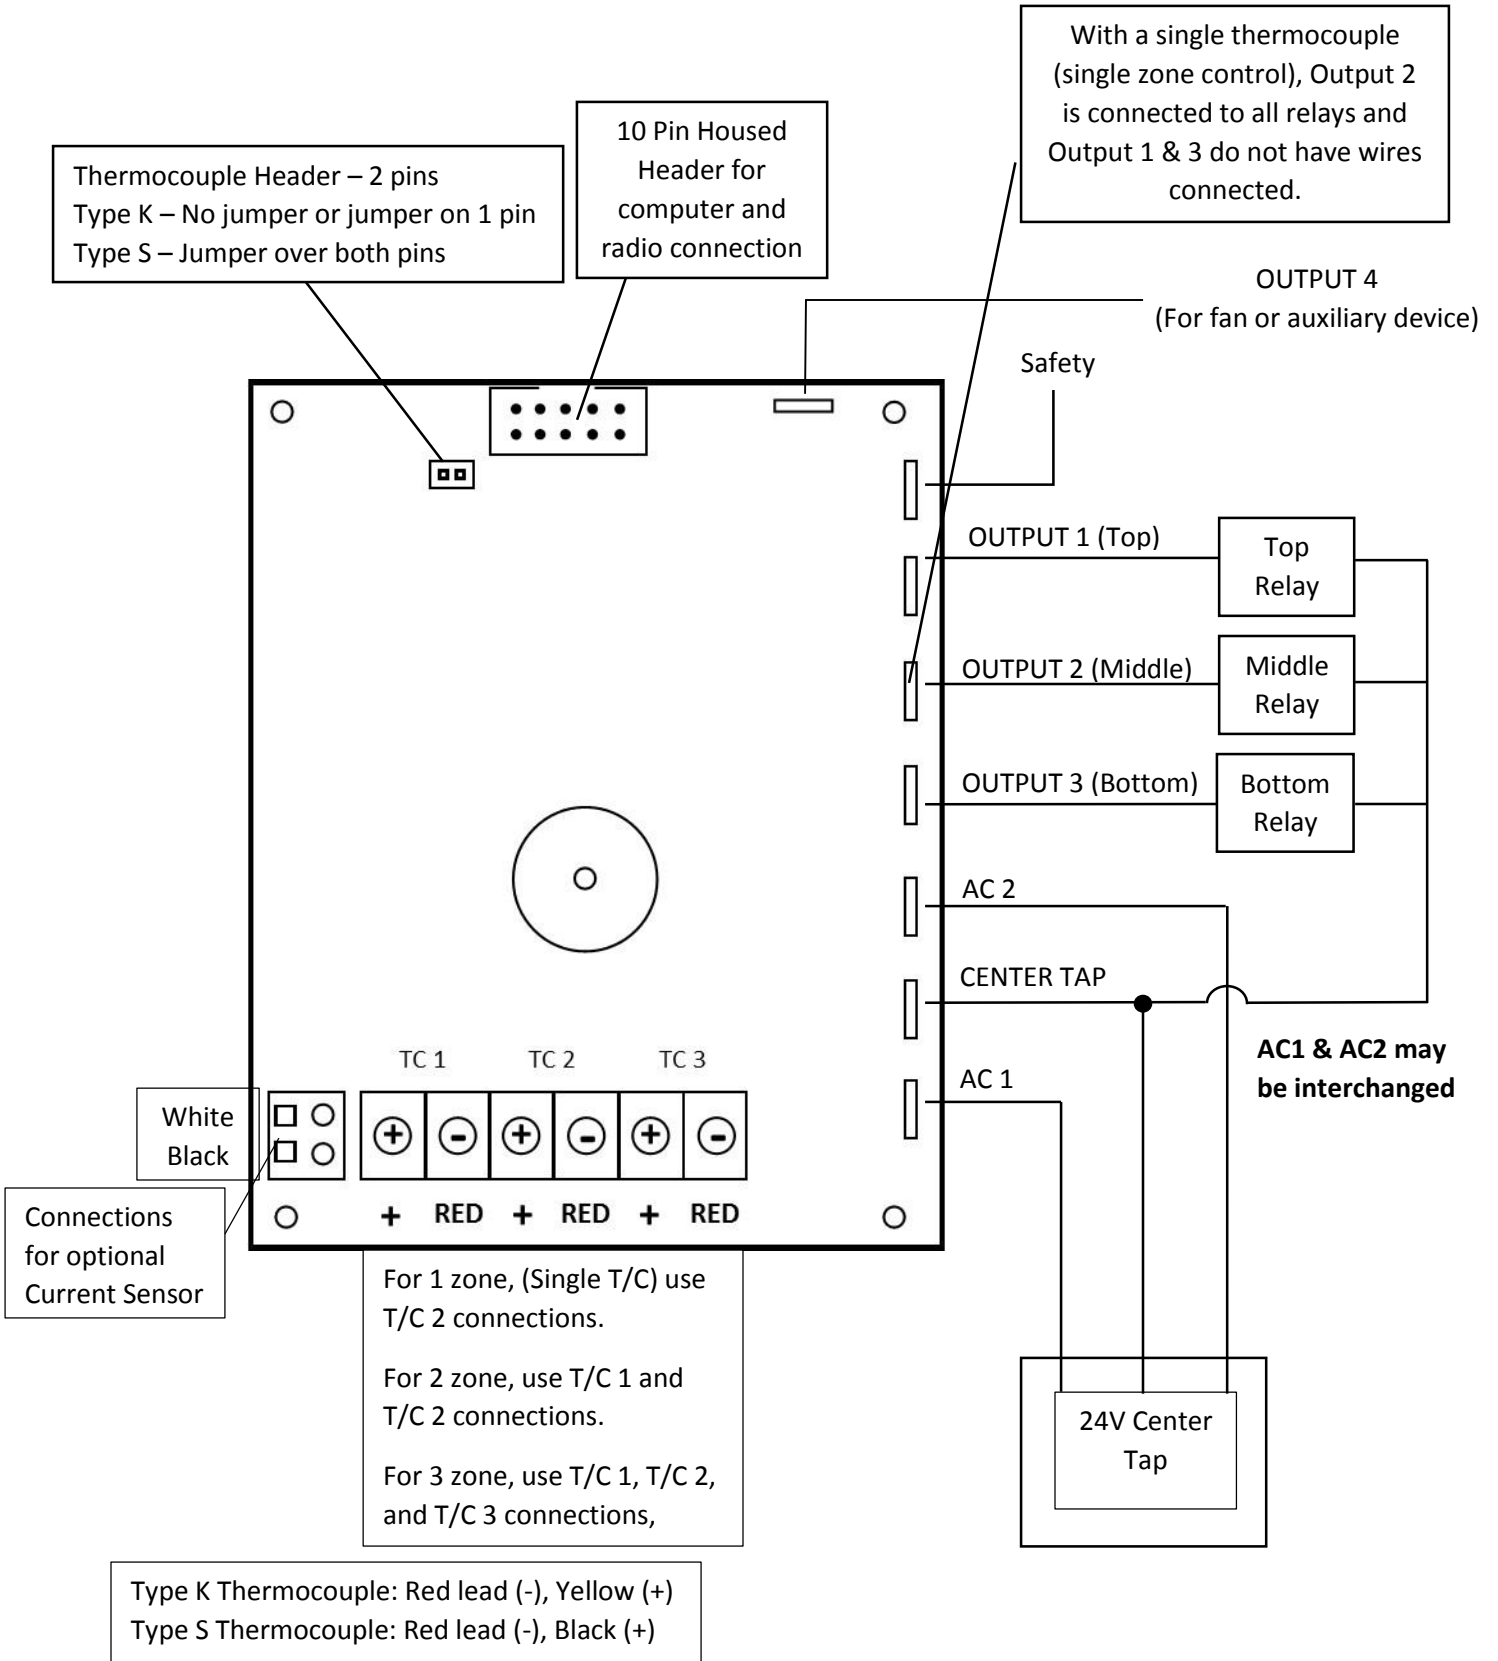 With a single thermocouple
(single zone control), Output 2
is connected to all relays and
Output 1 & 3 do not have wires
connected.
10 Pin Housed
Header for
computer and
radio connection
Thermocouple Header – 2 pins
Type K – No jumper or jumper on 1 pin
Type S – Jumper over both pins
OUTPUT 4
(For fan or auxiliary device)
Safety
OUTPUT 1 (Top)
Top
Relay
OUTPUT 2 (Middle)
Middle
Relay
OUTPUT 3 (Bottom)
Bottom
Relay
AC 2
CENTER TAP
AC1 & AC2 may
be interchanged
AC 1
TC 1 TC 2 TC 3
White
Black
+ - + - + -
+ RED + RED + RED
Connections
for optional
Current Sensor
For 1 zone, (Single T/C) use
T/C 2 connections.
For 2 zone, use T/C 1 and
T/C 2 connections.
For 3 zone, use T/C 1, T/C 2,
and T/C 3 connections,
24V Center
Tap
Type K Thermocouple: Red lead (-), Yellow (+)
Type S Thermocouple: Red lead (-), Black (+)